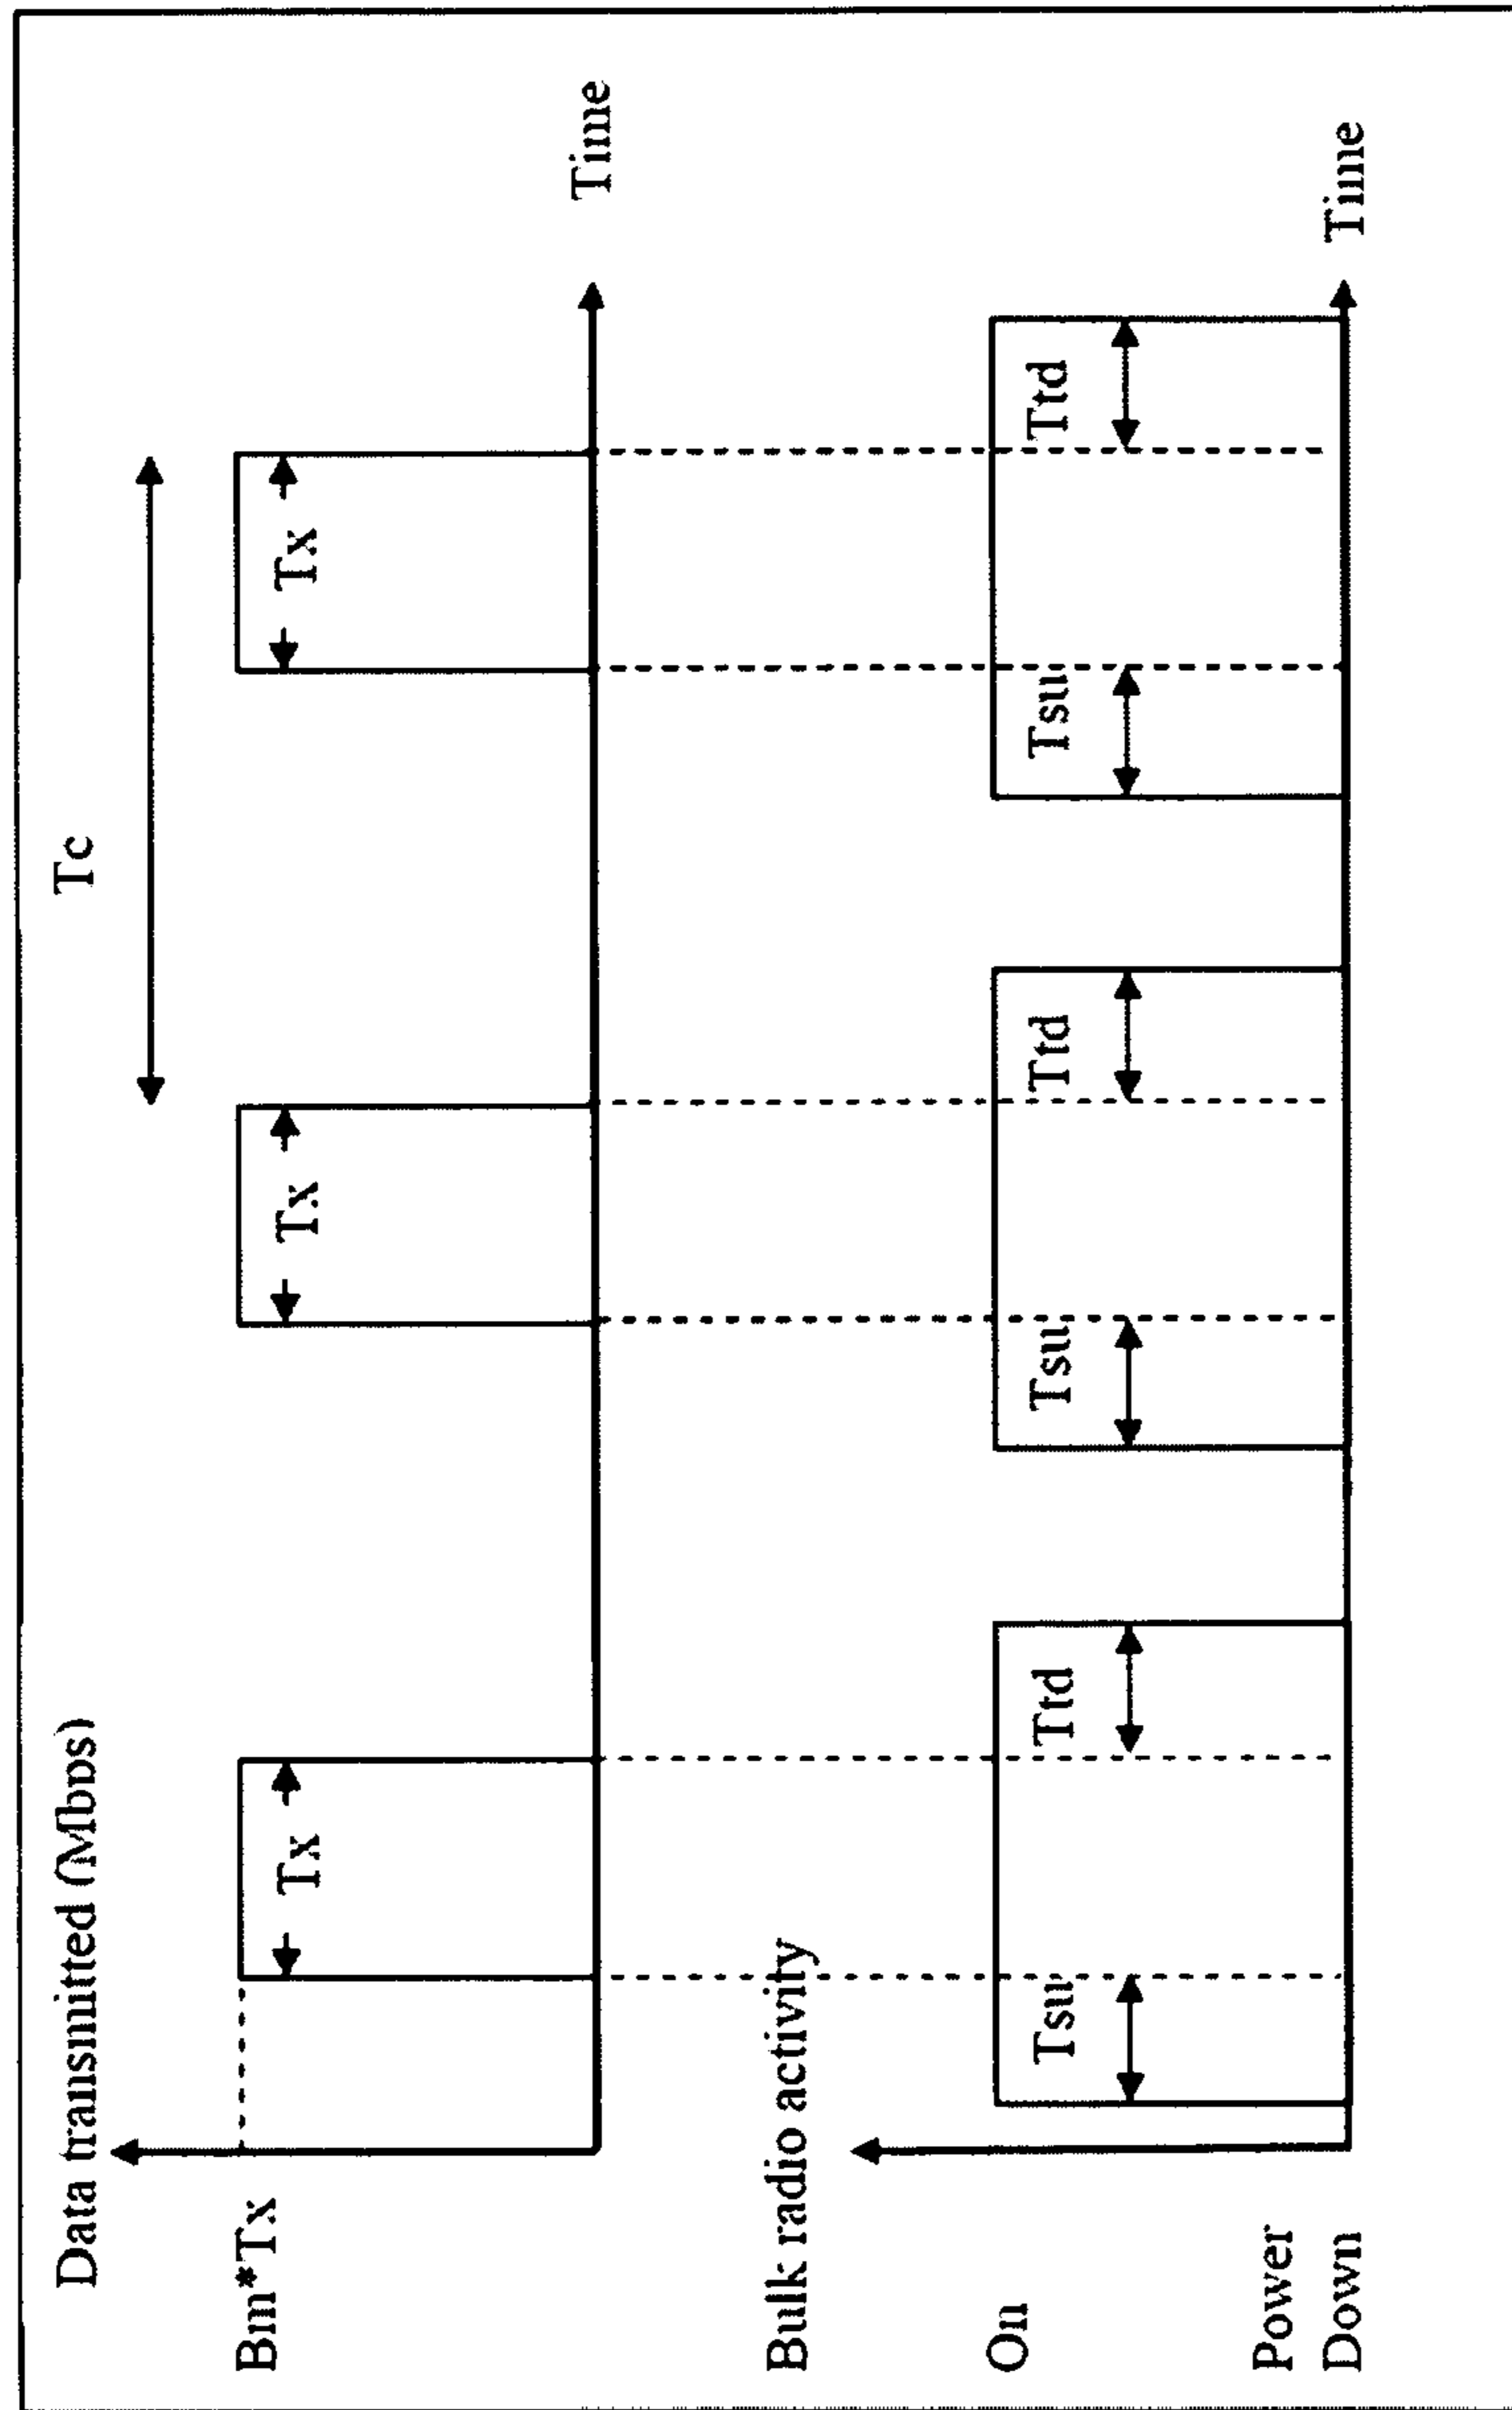 Data transmitted (Mbps)
Tc
Bm*Tx
Tx
Tx
Tx
Time
Bulk radio activity
On
Tsu
Ttd
Tsu
Ttd
Tsu
Ttd
Power
Down
Time